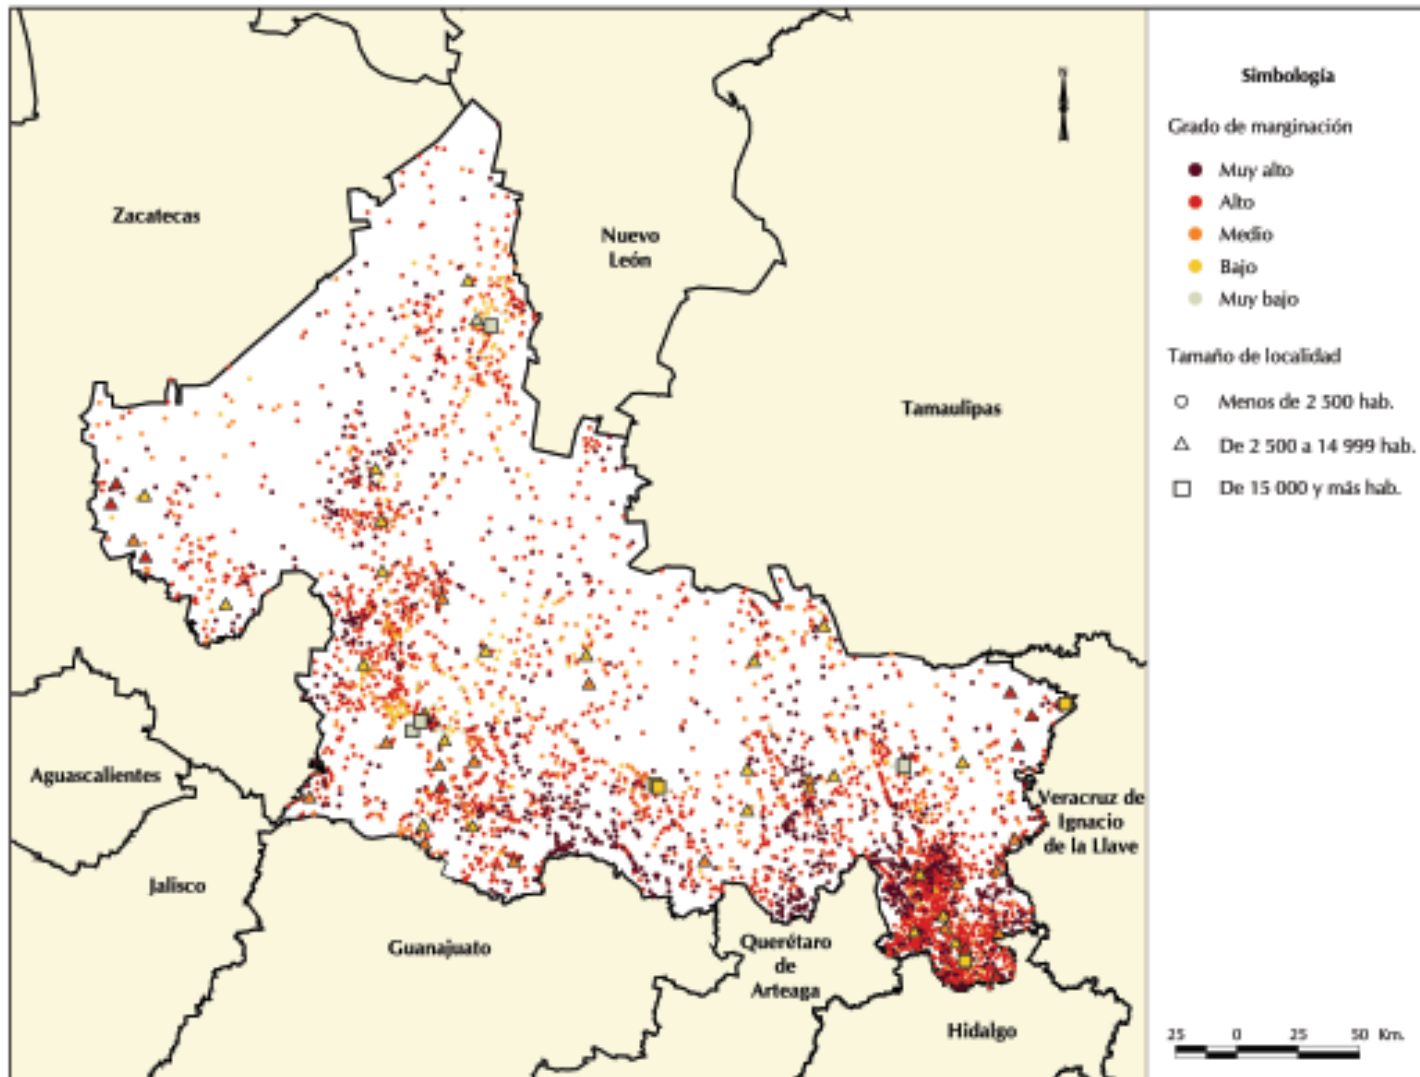 N
Simbología
Grado de marginación
Muy alto
Alto
Medio
Bajo
Muy bajo
Tamaño de localidad
Menos de 2 500 hab.
De 2 500 a 14 999 hab.
De 15 000 y más hab.
Zacatecas
Nuevo
León
Tamaulipas
Aguascalientes
Veracruz de
Ignacio
de la Llave
Jalisco
Guanajuato
Querétaro
de
Arteaga
Hidalgo
25 0 25 50 Km.